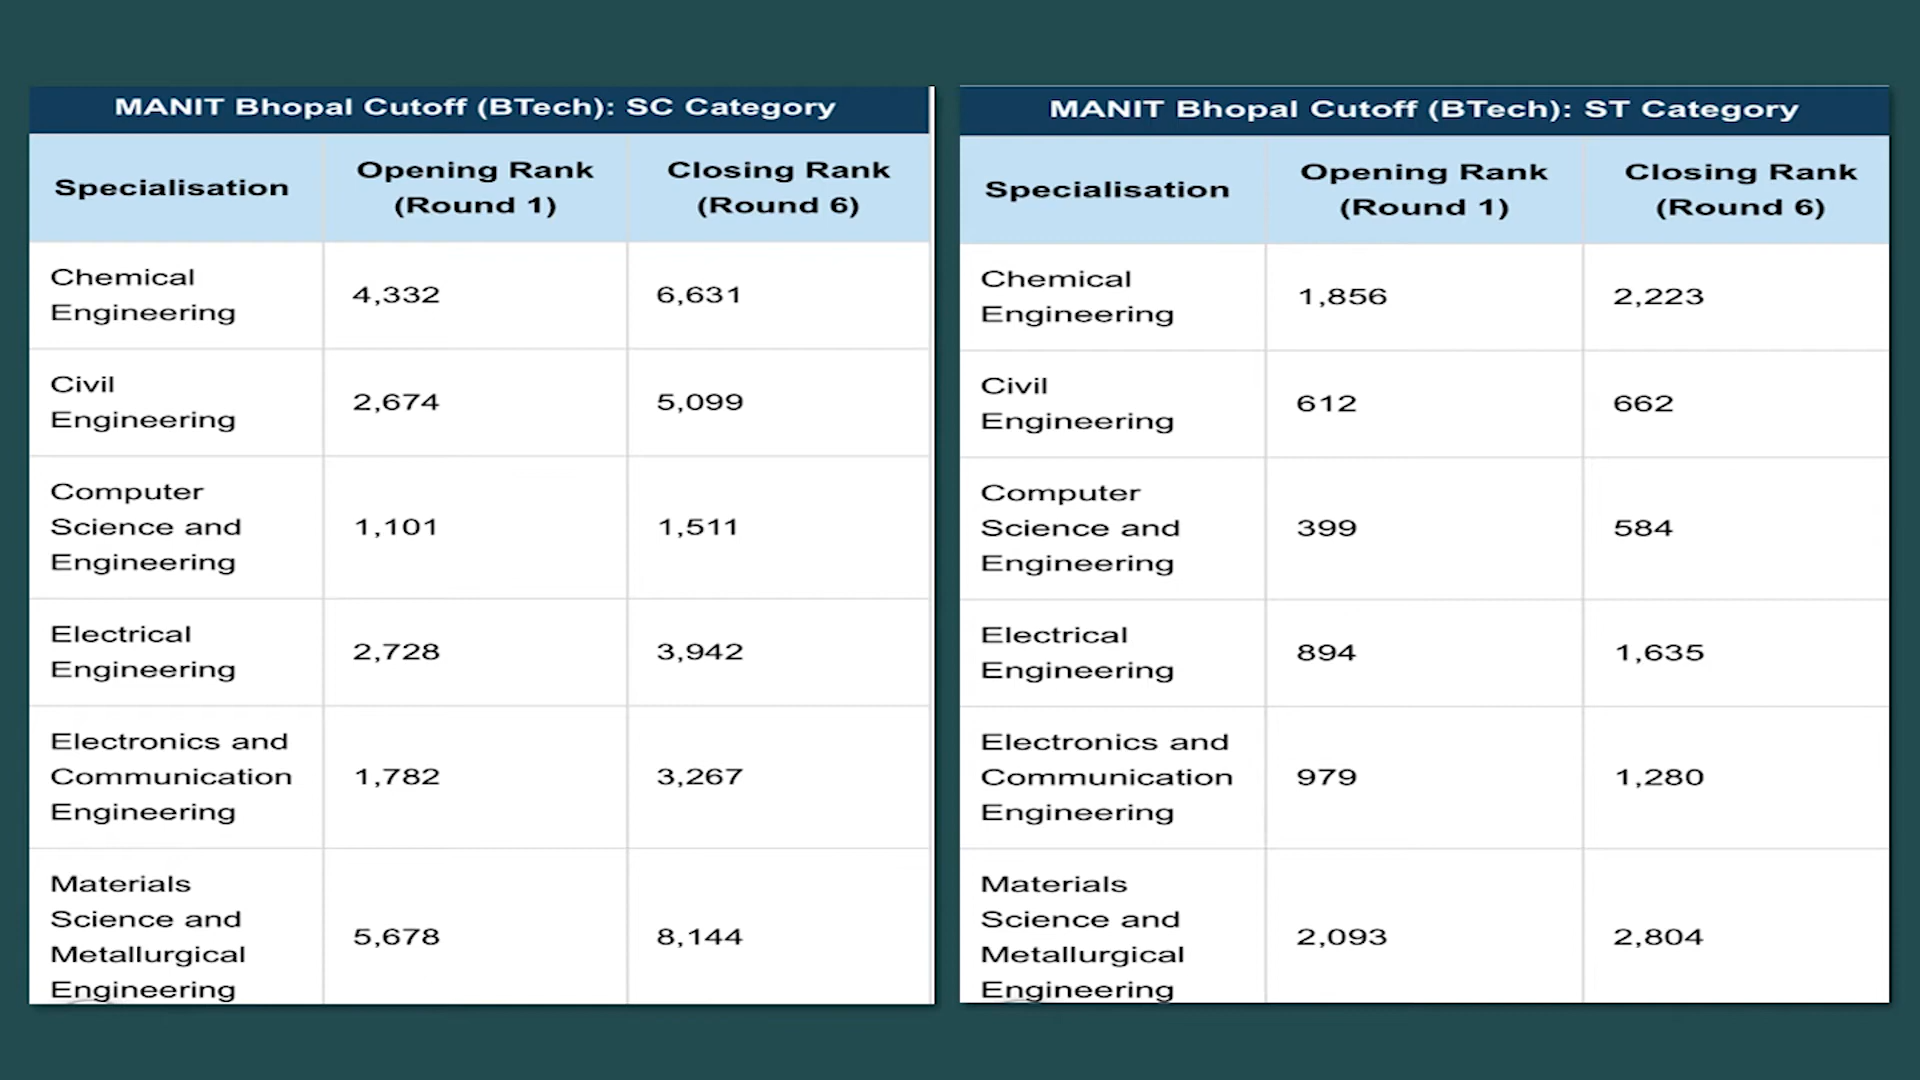 MANIT Bhopal Cutoff (BTech): SC Category
Specialisation
Opening Rank
(Round 1)
Closing Rank
(Round 6)
Chemical
Engineering
4,332
6,631
Civil
Engineering
2,674
5,099
Computer
Science and
Engineering
1,101
1,511
Electrical
Engineering
2,728
3,942
Electronics and
Communication
Engineering
1,782
3,267
Materials
Science and
Metallurgical
Engineering
5,678
8,144
MANIT Bhopal Cutoff (BTech): ST Category
Specialisation
Opening Rank
(Round 1)
Closing Rank
(Round 6)
Chemical
Engineering
1,856
2,223
Civil
Engineering
612
662
Computer
Science and
Engineering
399
584
Electrical
Engineering
894
1,635
Electronics and
Communication
Engineering
979
1,280
Materials
Science and
Metallurgical
Engineering
2,093
2,804